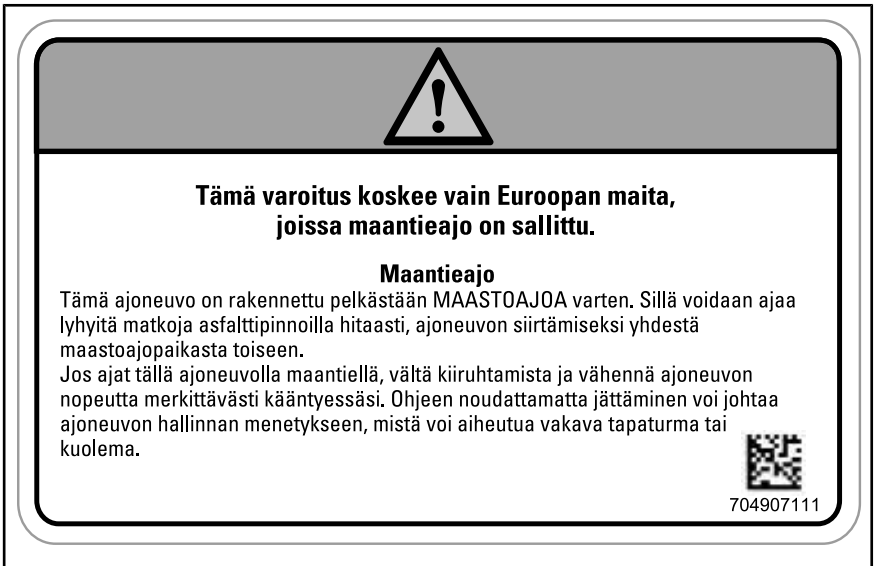 Tämä varoitus koskee vain Euroopan maita,
joissa maantieajo on sallittu.
Maantieajo
Tämä ajoneuvo on rakennettu pelkästään MAASTOAJOA varten. Sillä voidaan ajaa
lyhyitä matkoja asfalttipinnoilla hitaasti, ajoneuvon siirtämiseksi yhdestä
maastoajopaikasta toiseen.
Jos ajat tällä ajoneuvolla maantiellä, vältä kiiruhtamista ja vähennä ajoneuvon
nopeutta merkittävästi kääntyessäsi. Ohjeen noudattamatta jättäminen voi johtaa
ajoneuvon hallinnan menetykseen, mistä voi aiheutua vakava tapaturma tai
kuolema.
704907111